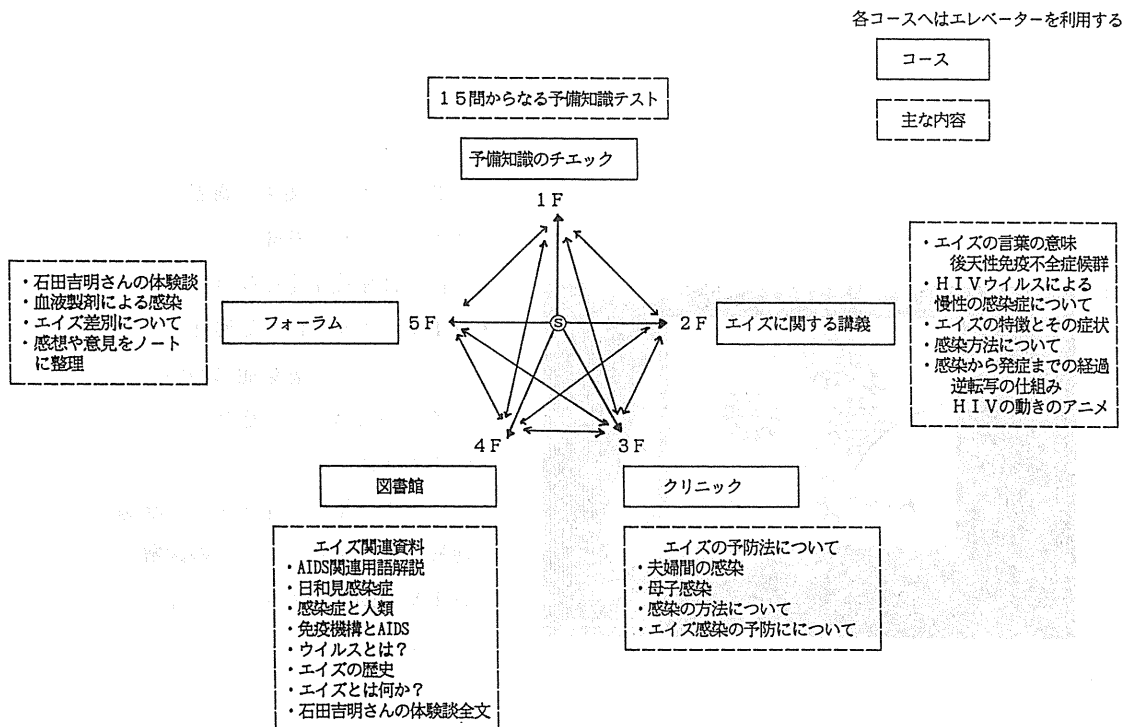 各コースへはエレベーターを利用する
コース
主な内容
15問からなる予備知識テスト
予備知識のチエック
1F
・石田吉明さんの体験談
・血液製剤による感染
・エイズ差別について
・感想や意見をノート
に整理
フォーラム
5F
S
2F
エイズに関する講義
・エイズの言葉の意味
後天性免疫不全症候群
・HIVウイルスによる
慢性の感染症について
・エイズの特徴とその症状
・感染方法について
・感染から発症までの経過
逆転写の仕組み
HIVの動きのアニメ
4F
3F
図書館
クリニック
エイズ関連資料
・AIDS関連用語解説
・日和見感染症
・感染症と人類
・免疫機構とAIDS
・ウイルスとは?
・エイズの歴史
・エイズとは何か?
・石田吉明さんの体験談全文
エイズの予防法について
・夫婦間の感染
・母子感染
・感染の方法について
・エイズ感染の予防にについて